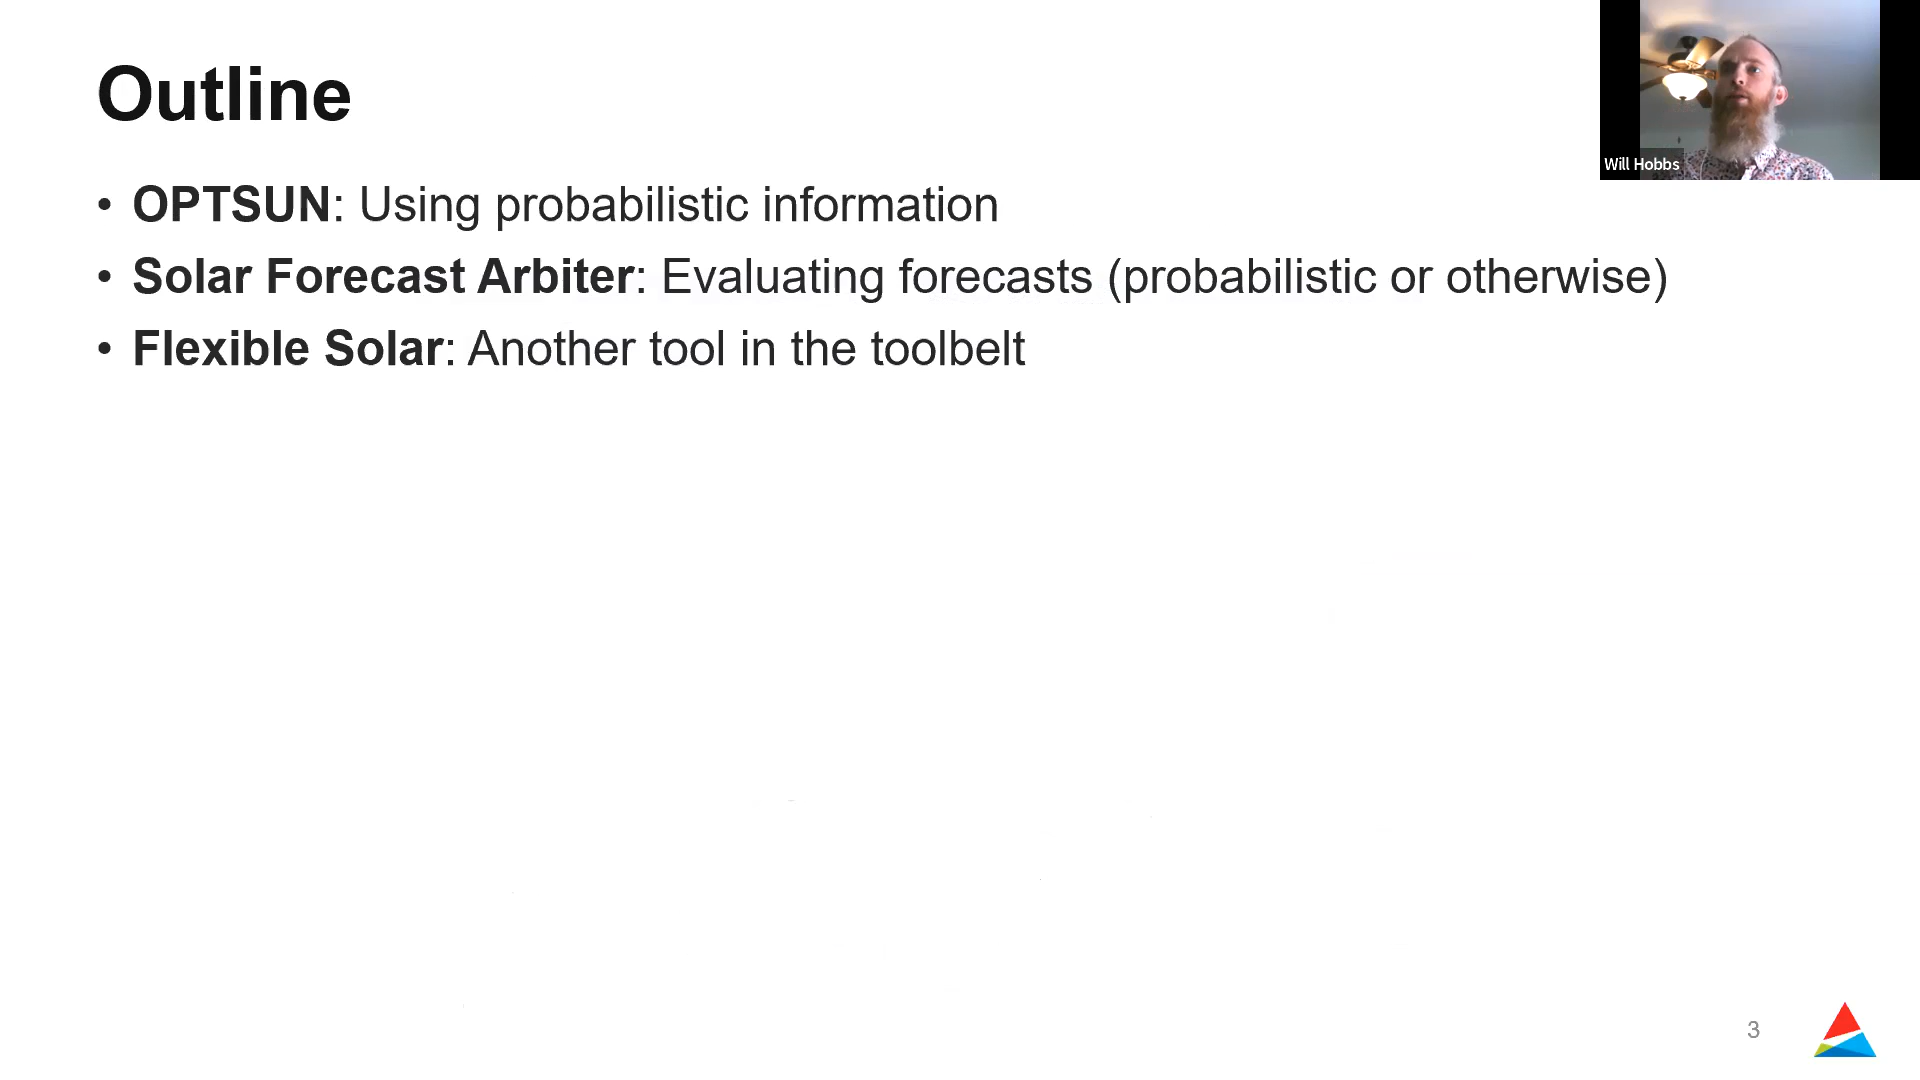 Outline
Will Hobbs
• OPTSUN: Using probabilistic information
• Solar Forecast Arbiter: Evaluating forecasts (probabilistic or otherwise)
• Flexible Solar: Another tool in the toolbelt
3